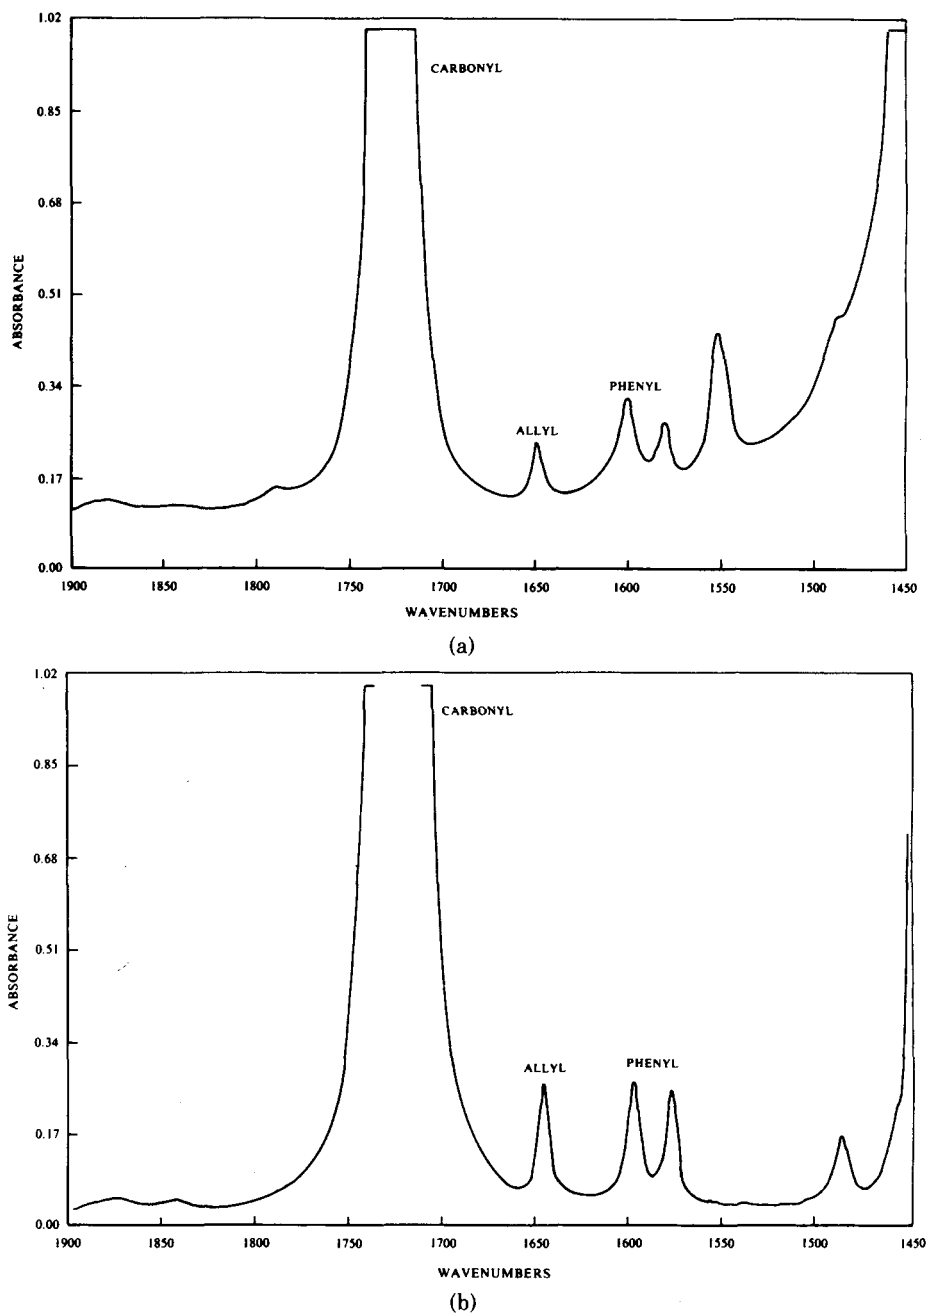 1.02
CARBONYL
0.85
0.68
0.51
ABSORBANCE
PHENYL
0.34
ALLYL
0.17
0.00
1900 1850 1800 1750 1700 1650 1600 1550 1500 1450
WAVENUMBERS
(a)
1.02
CARBONYL
0.85
0.68
0.51
ABSORBANCE
0.34
ALLYL PHENYL
0.17
0.00
1900 1850 1800 1750 1700 1650 1600 1550 1500 1450
WAVENUMBERS
(b)